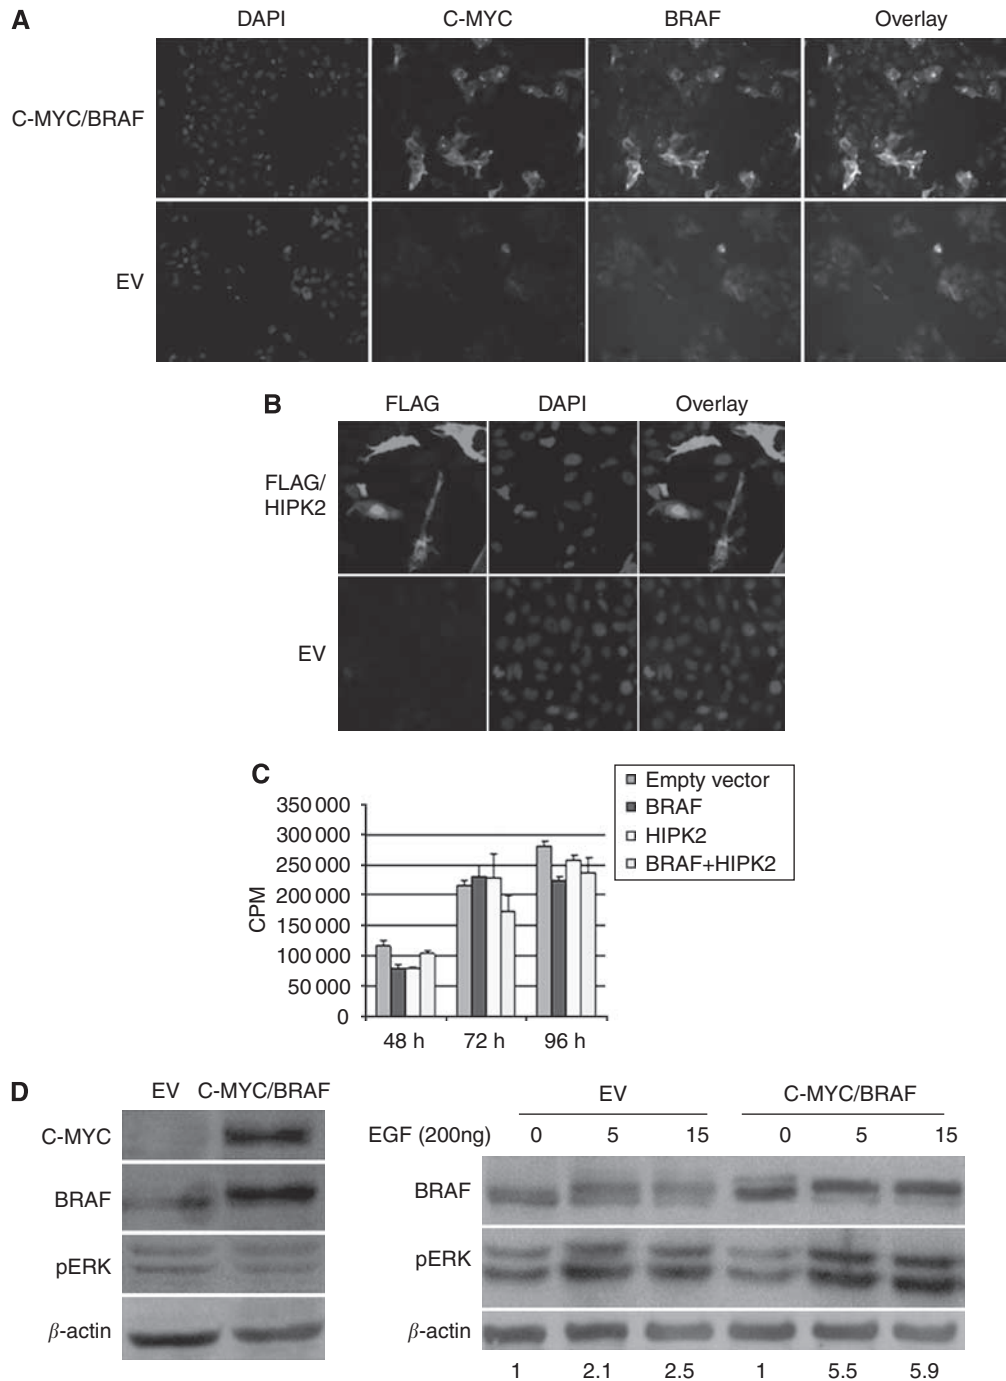 A
DAPI C-MYC BRAF Overlay
C-MYC/BRAF
EV
B
FLAG DAPI Overlay
FLAG/
HIPK2
EV
C
350 000
300 000
250 000
200 000
150 000
100 000
50 000
0
CPM
48 h 72 h 96 h
Empty vector
BRAF
HIPK2
BRAF+HIPK2
D
EV C-MYC/BRAF
C-MYC
BRAF
pERK
β-actin
EV C-MYC/BRAF
EGF (200ng) 0 5 15 0 5 15
BRAF
pERK
β-actin
1 2.1 2.5 1 5.5 5.9